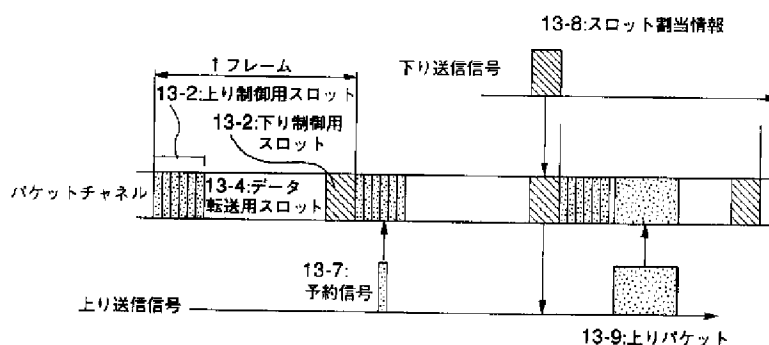 13-8:スロット割当情報
下り送信信号
1フレーム
13-2:上り制御用スロット
13-2:下り制御用
スロット
パケットチャネル
13-4:データ
転送用スロット
13-7:
予約信号
上り送信信号
13-9:上りパケット